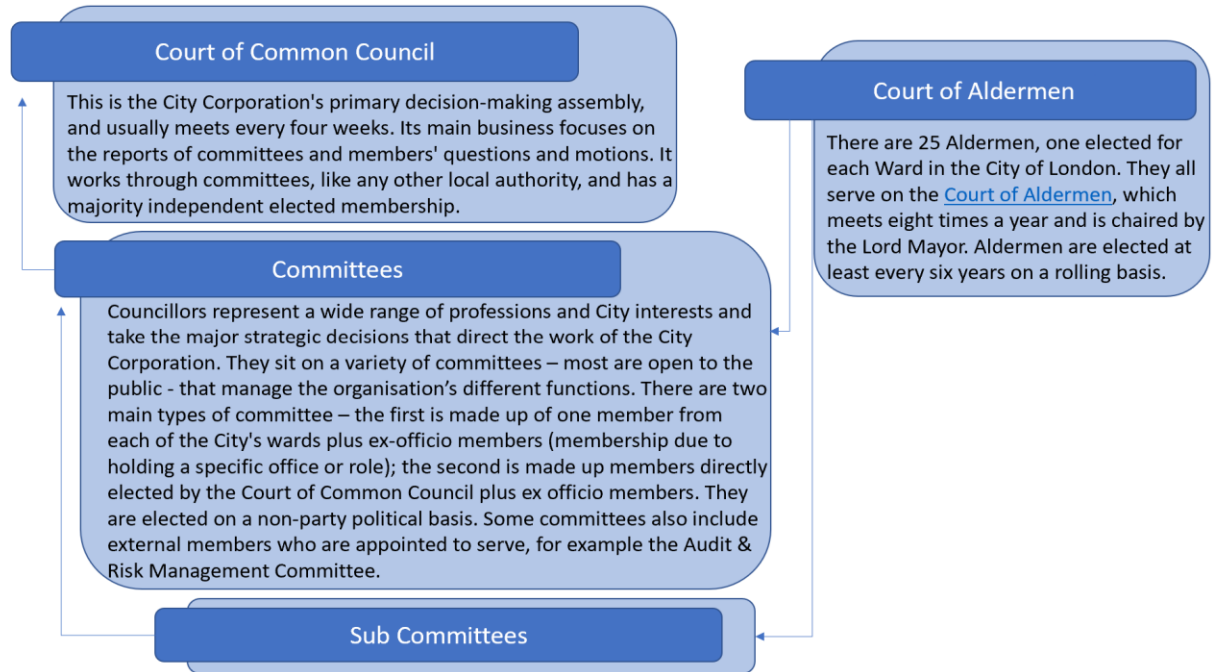 Court of Common Council
This is the City Corporation's primary decision-making assembly,
and usually meets every four weeks. Its main business focuses on
the reports of committees and members' questions and motions. It
works through committees, like any other local authority, and has a
majority independent elected membership.
Court of Aldermen
There are 25 Aldermen, one elected for
each Ward in the City of London. They all
serve on the Court of Aldermen, which
meets eight times a year and is chaired by
the Lord Mayor. Aldermen are elected at
least every six years on a rolling basis.
Committees
Councillors represent a wide range of professions and City interests and
take the major strategic decisions that direct the work of the City
Corporation. They sit on a variety of committees – most are open to the
public - that manage the organisation’s different functions. There are two
main types of committee – the first is made up of one member from
each of the City's wards plus ex-officio members (membership due to
holding a specific office or role); the second is made up members directly
elected by the Court of Common Council plus ex officio members. They
are elected on a non-party political basis. Some committees also include
external members who are appointed to serve, for example the Audit &
Risk Management Committee.
Sub Committees